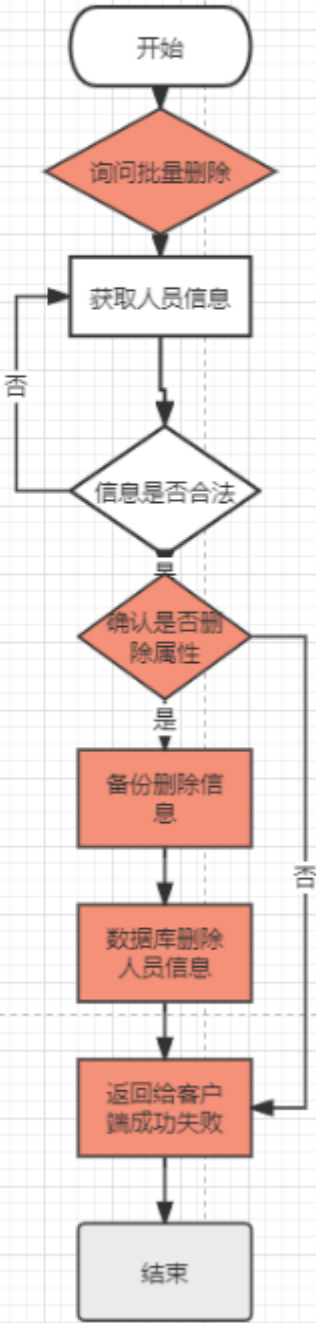 开始
询问批量删除
获取人员信息
否
信息是否合法
是
确认是否删
除属性
是
备份删除信
息
否
数据库删除
人员信息
返回给客户
端成功失败
结束